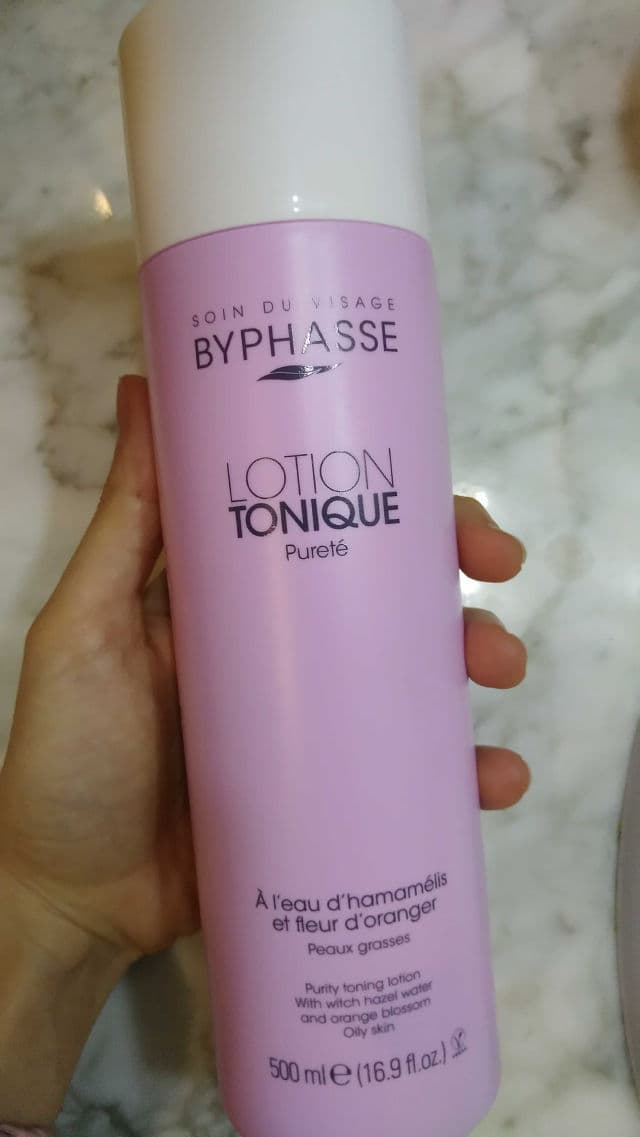 SOIN DU VISAGE
BYPHASSE
LOTION
TONIQUE
Pureté
À l'eau d'hamamélis
et fleur d'oranger
Peaux grasses
Purity toning lotion
With witch hazel water
and orange blossom
Oily skin
500 ml e (16.9 fl.oz.)